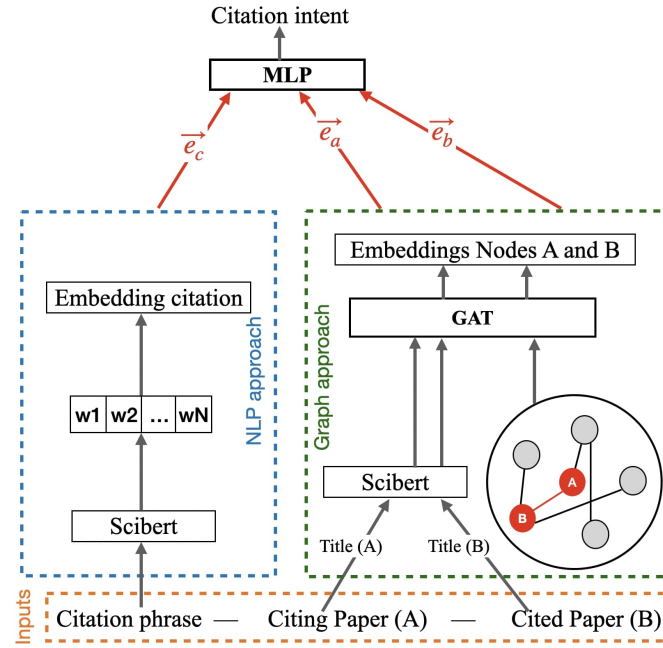 Citation intent
MLP
e_c
e_a
e_b
Embeddings Nodes A and B
Embedding citation
GAT
NLP approach
Graph approach
w1 w2 ... wN
A
B
Scibert
Scibert
Title (A)
Title (B)
Inputs
Citation phrase — Citing Paper (A) — Cited Paper (B)